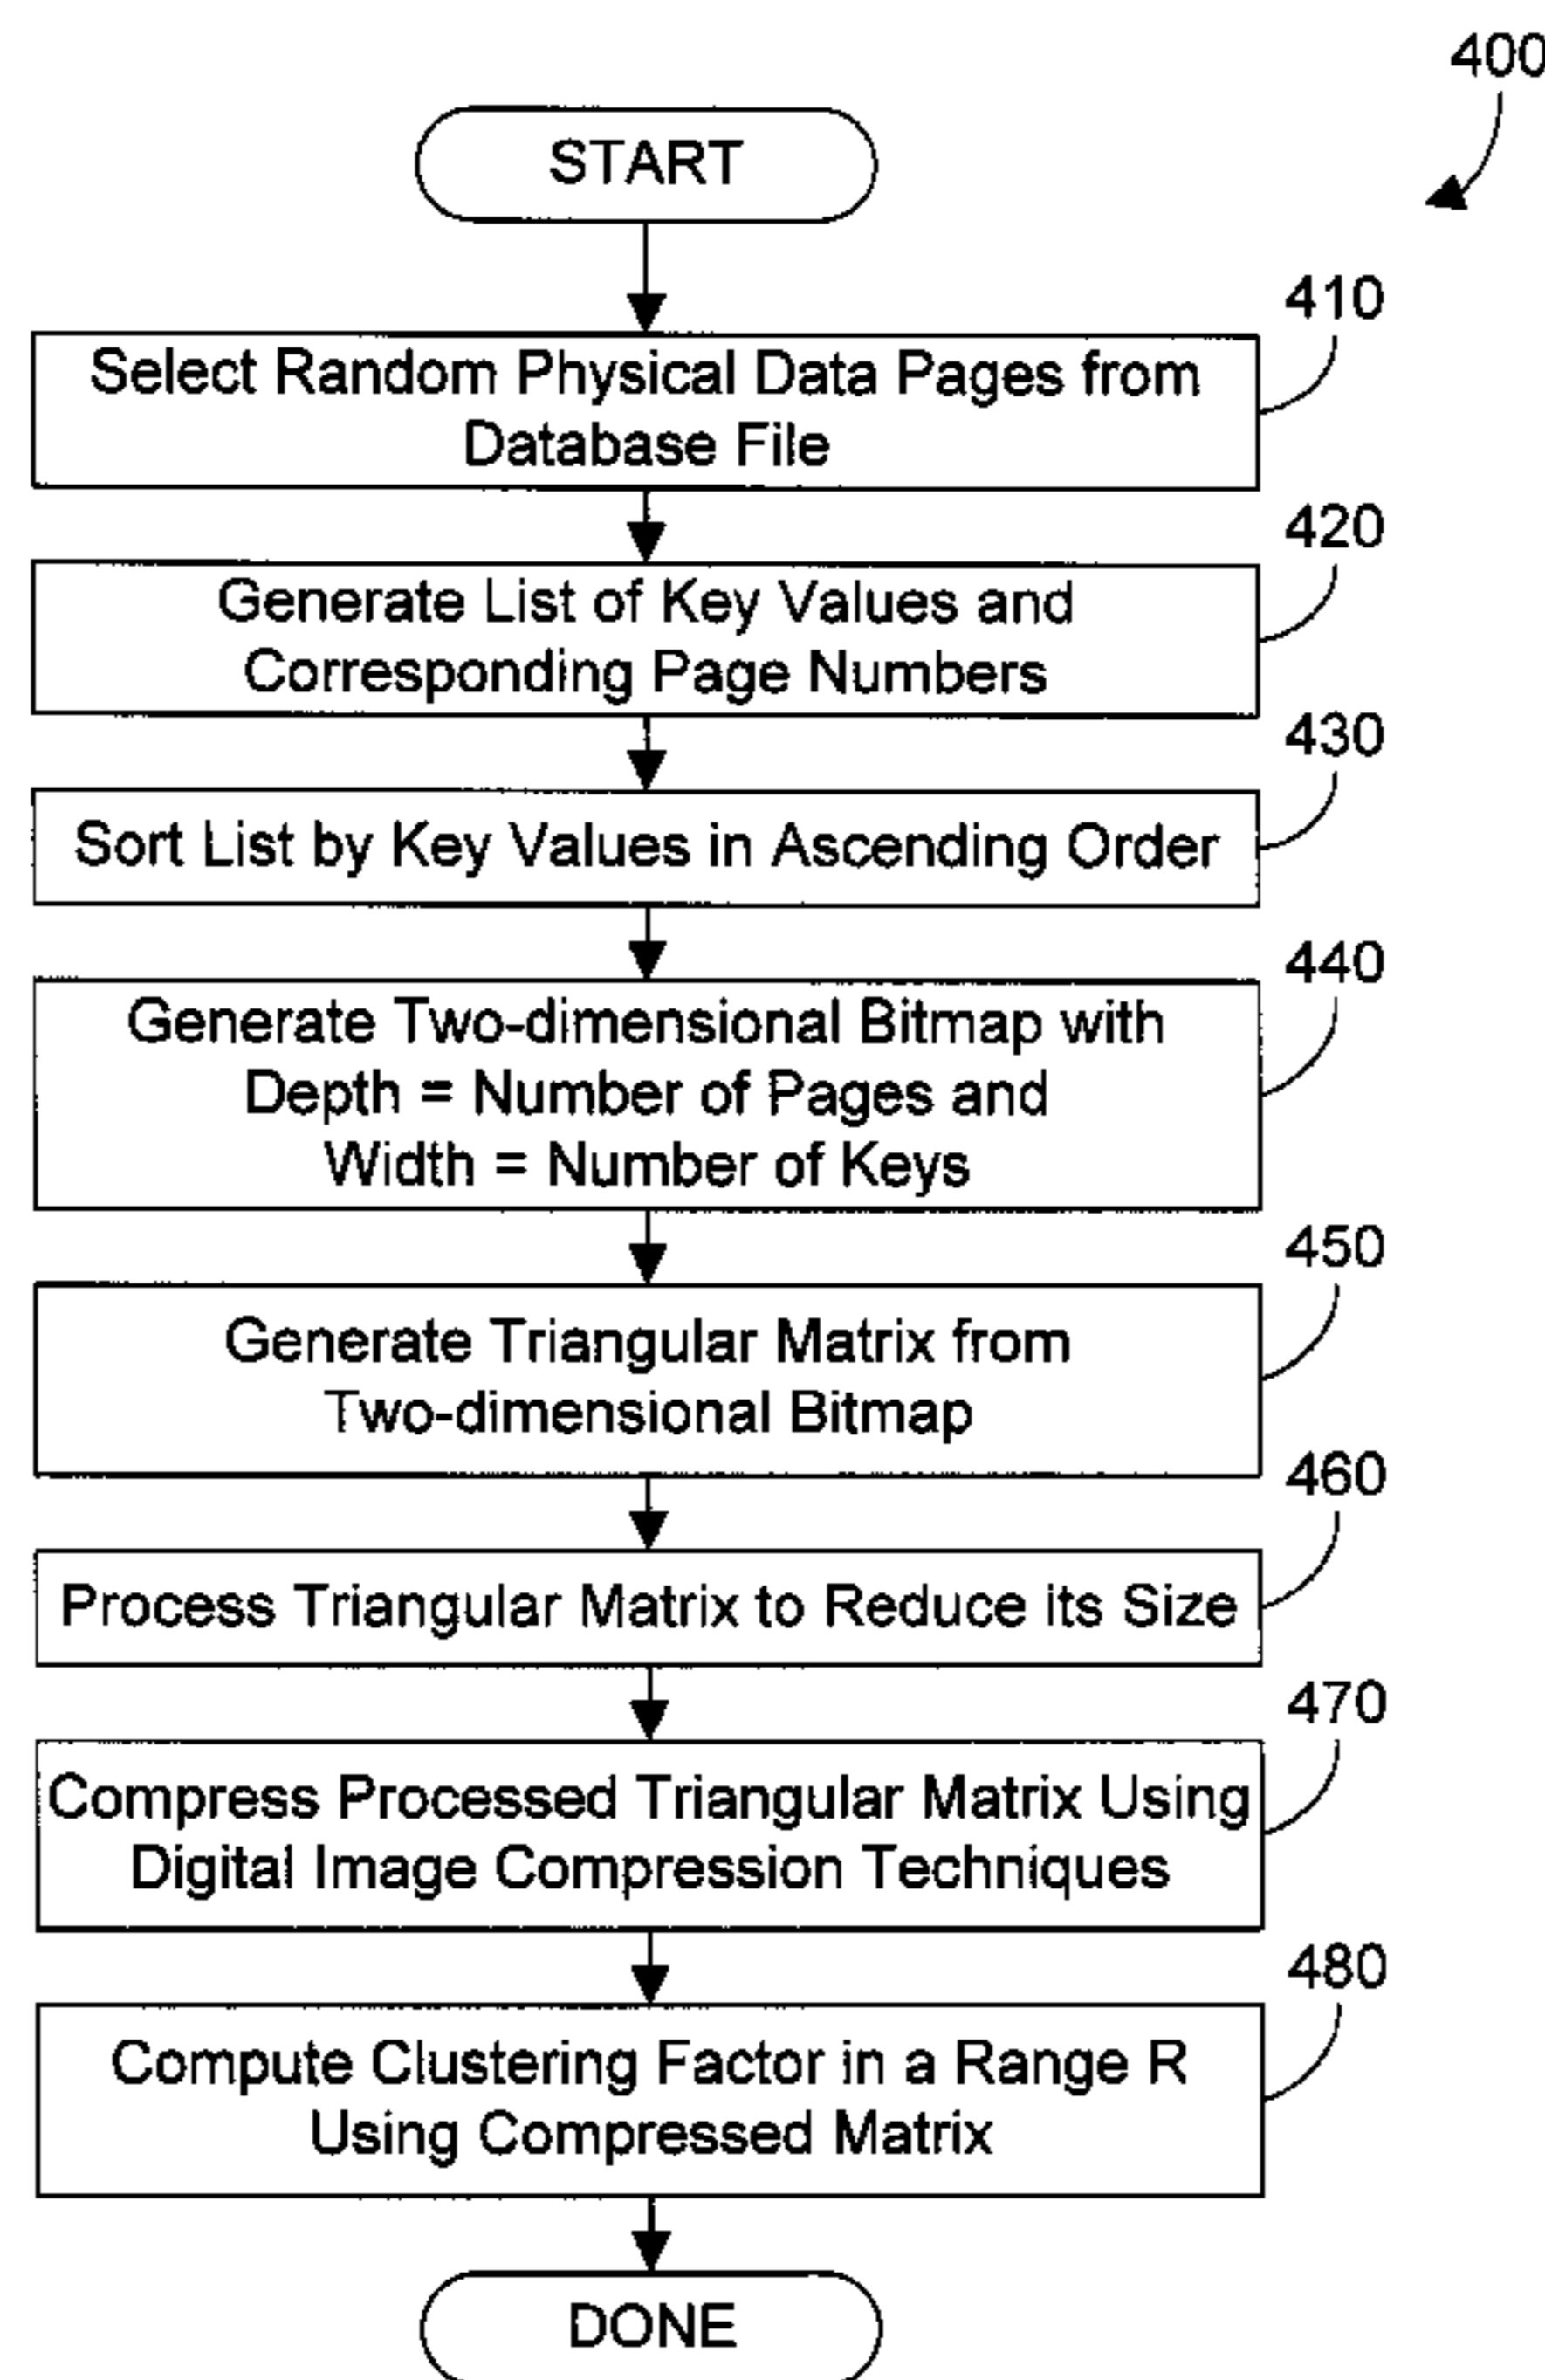 400
START
410
Select Random Physical Data Pages from
Database File
420
Generate List of Key Values and
Corresponding Page Numbers
430
Sort List by Key Values in Ascending Order
440
Generate Two-dimensional Bitmap with
Depth = Number of Pages and
Width = Number of Keys
450
Generate Triangular Matrix from
Two-dimensional Bitmap
460
Process Triangular Matrix to Reduce its Size
470
Compress Processed Triangular Matrix Using
Digital Image Compression Techniques
480
Compute Clustering Factor in a Range R
Using Compressed Matrix
DONE